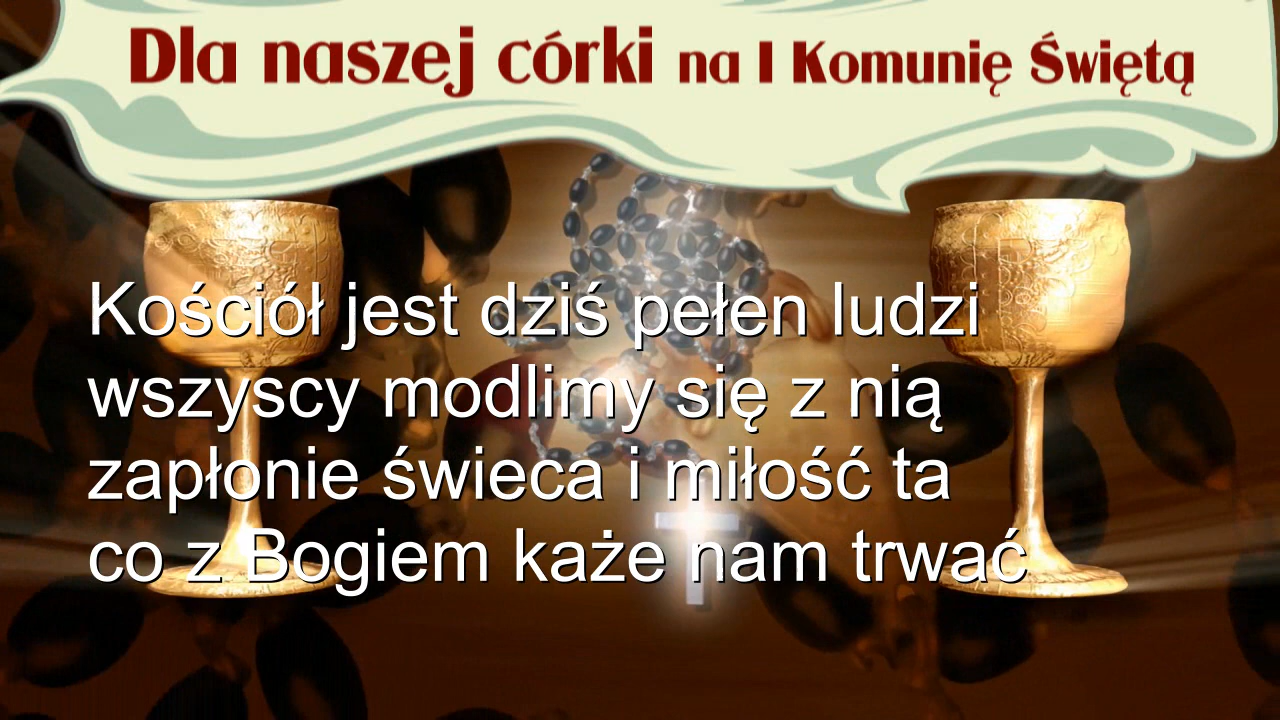 Dla naszej córki na I Komunię Świętą
Kościół jest dziś pełen ludzi
wszyscy modlimy się z nią
zapłonie świeca i miłość ta
co z Bogiem każe nam trwać